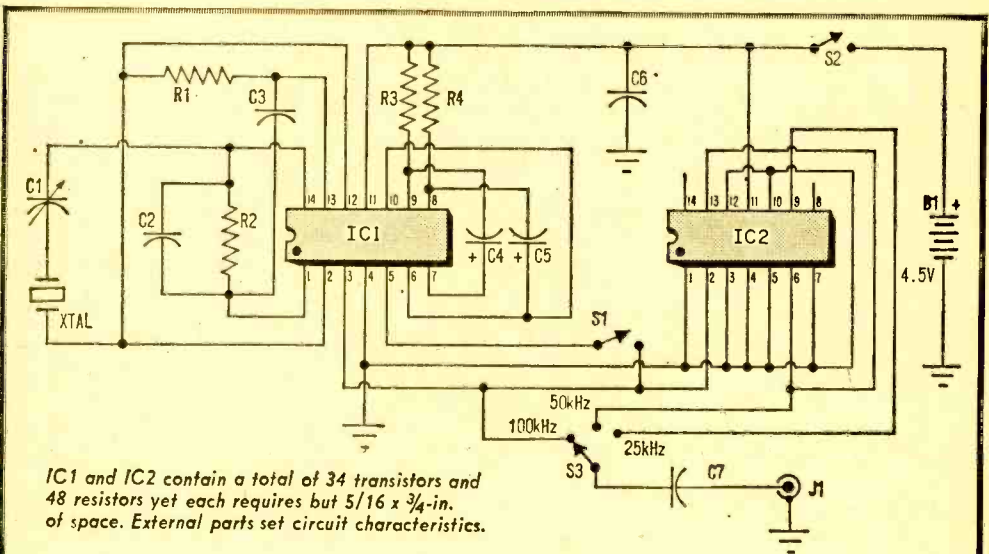 S2
R1
C3
R3
R4
C6
C1
C2
R2
14 13 12 11 10 9 8
IC1
1 2 3 4 5 6 7
+ C4
+ C5
14 13 12 11 10 9 8
IC2
1 2 3 4 5 6 7
B1 +
4.5V
XTAL
S1
50kHz
100kHz
25kHz
S3
C7
J1
IC1 and IC2 contain a total of 34 transistors and
48 resistors yet each requires but 5/16 x 3/4-in.
of space. External parts set circuit characteristics.